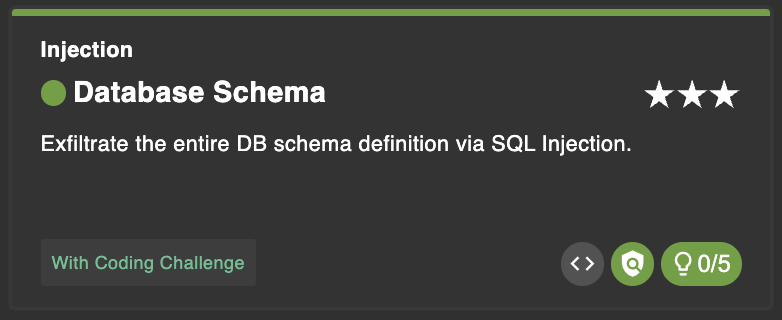 Injection
Database Schema
Exfiltrate the entire DB schema definition via SQL Injection.
With Coding Challenge
0/5